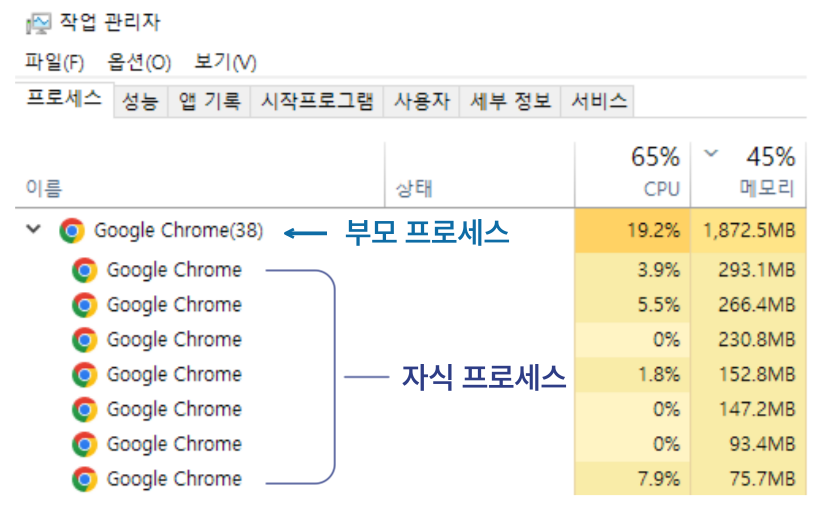 작업 관리자
파일(F) 옵션(O) 보기(V)
프로세스 성능 앱 기록 시작프로그램 사용자 세부 정보 서비스
65% 45%
이름 상태 CPU 메모리
Google Chrome(38) 부모 프로세스 19.2% 1,872.5MB
Google Chrome 3.9% 293.1MB
Google Chrome 5.5% 266.4MB
Google Chrome 0% 230.8MB
Google Chrome 자식 프로세스 1.8% 152.8MB
Google Chrome 0% 147.2MB
Google Chrome 0% 93.4MB
Google Chrome 7.9% 75.7MB